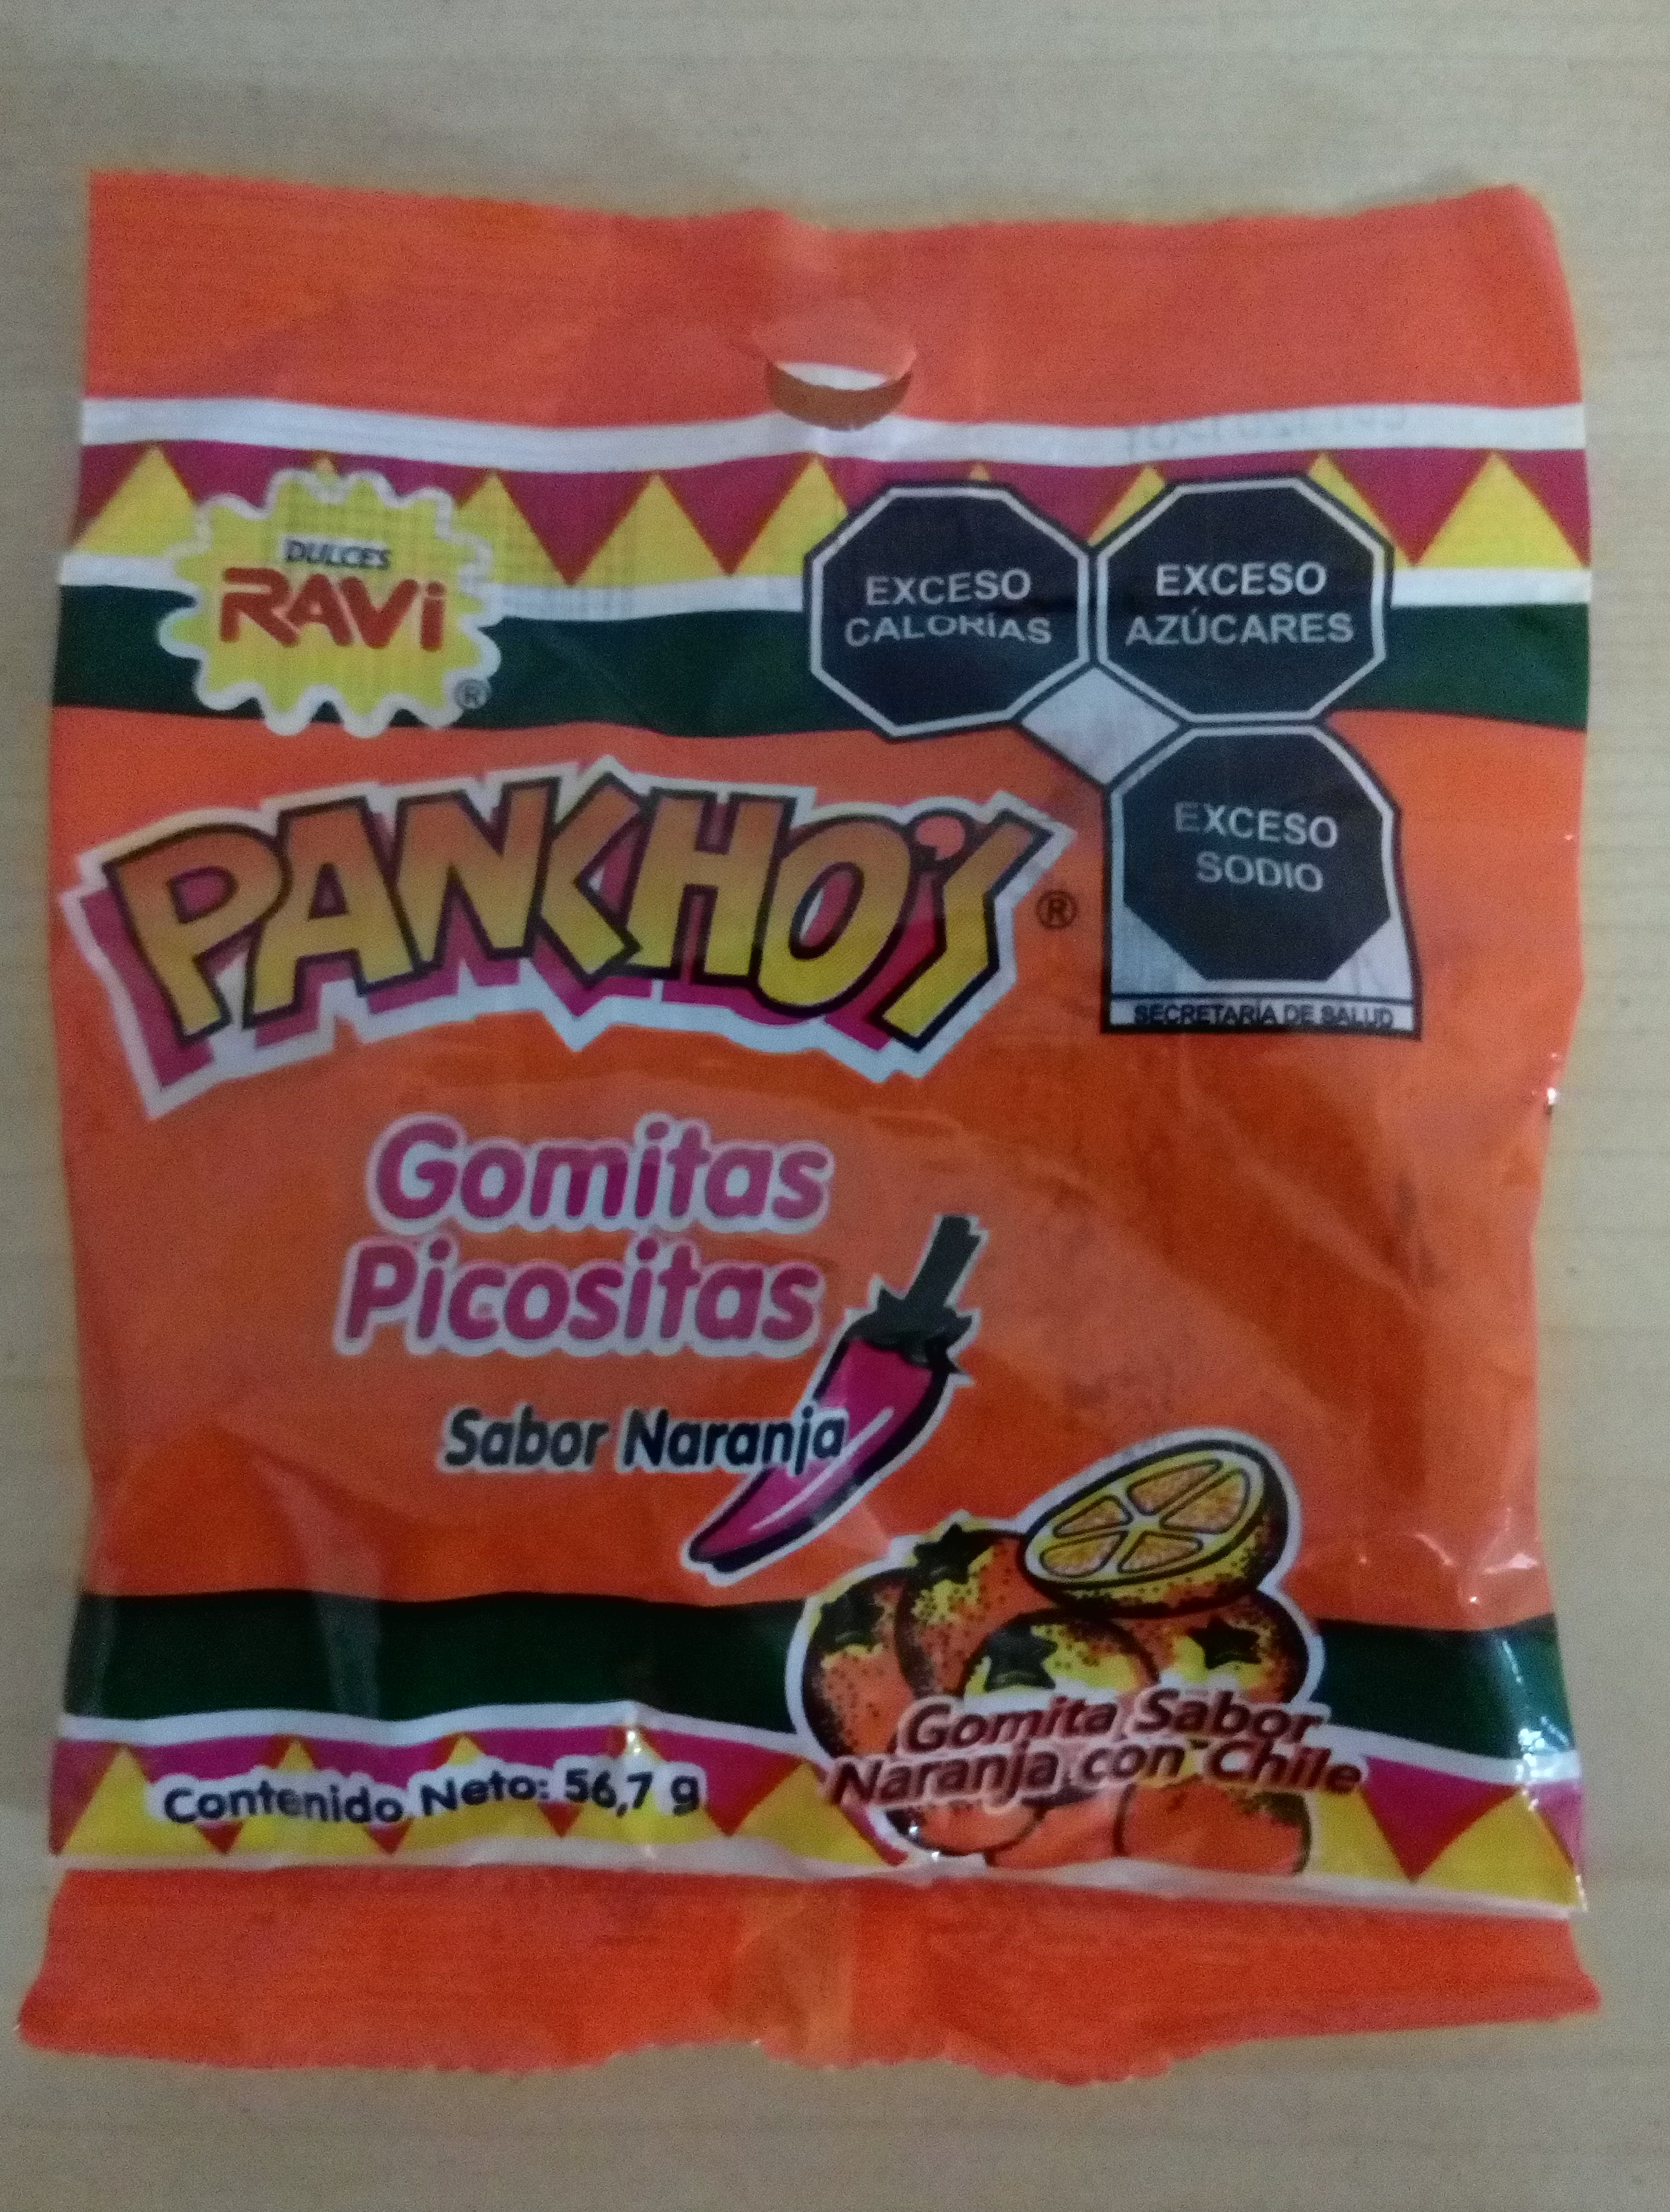 DULCES
RAVi
®
EXCESO
CALORÍAS
EXCESO
AZÚCARES
EXCESO
SODIO
SECRETARÍA DE SALUD
PANCHO'Y
®
Gomitas
Picositas
Sabor Naranja
Gomita Sabor
Naranja con Chile
Contenido Neto: 56,7 g